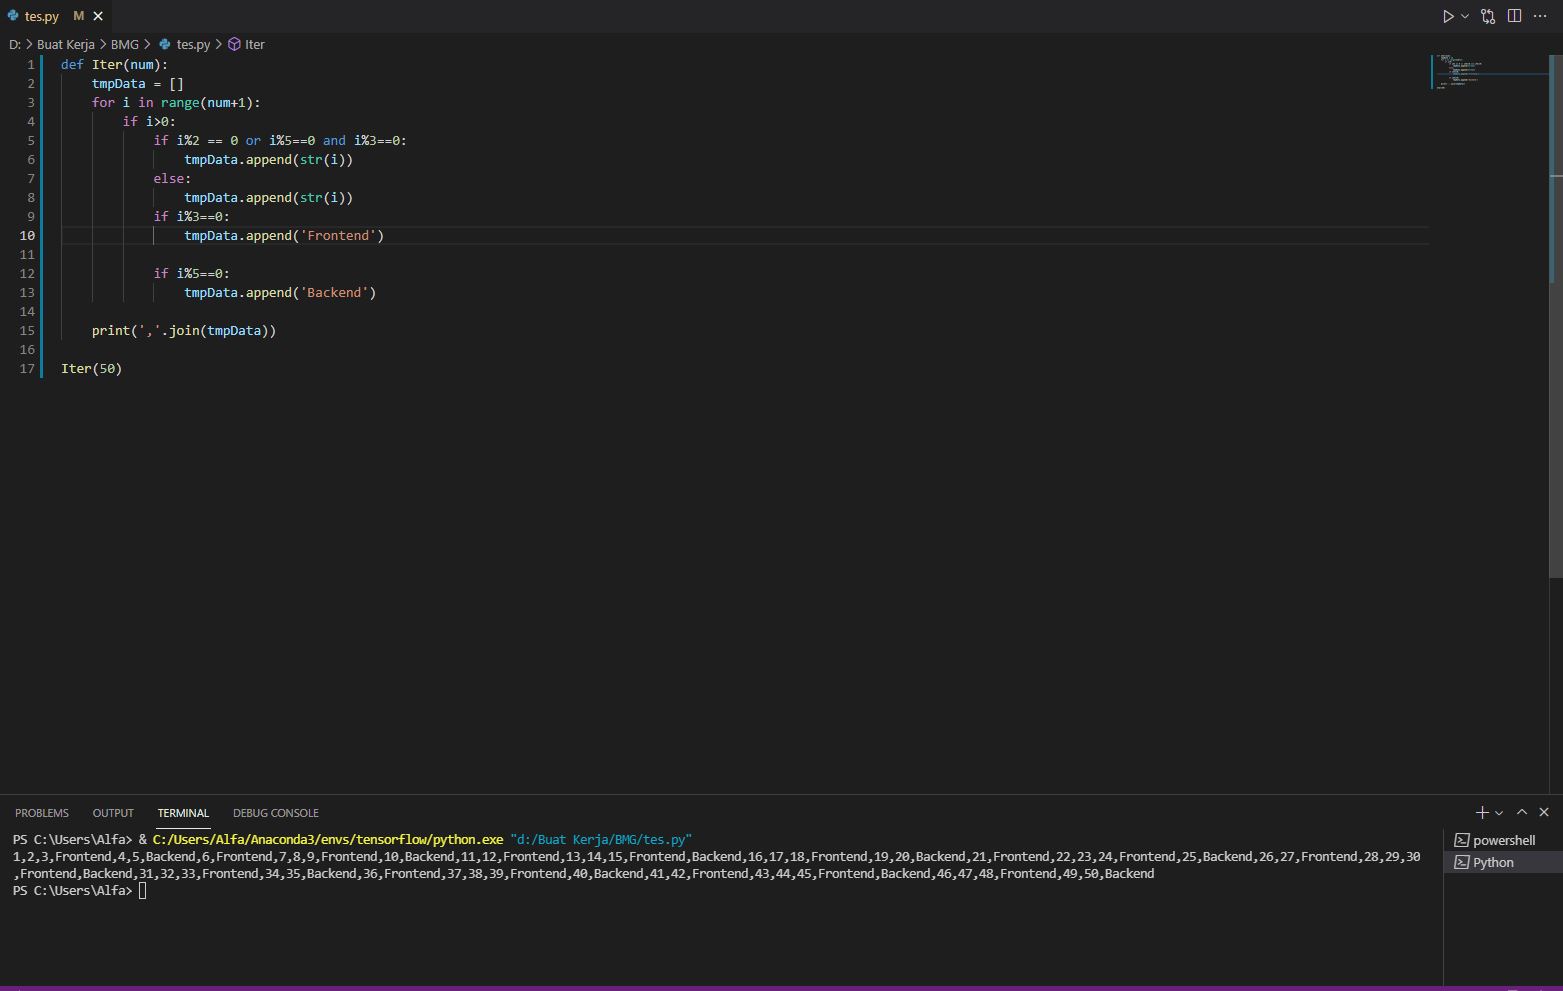 tes.py M
D: > Buat Kerja > BMG > tes.py > Iter
1 def Iter(num):
2 tmpData = []
3 for i in range(num+1):
4 if i>0:
5 if i%2 == 0 or i%5==0 and i%3==0:
6 tmpData.append(str(i))
7 else:
8 tmpData.append(str(i))
9 if i%3==0:
10 tmpData.append('Frontend')
11
12 if i%5==0:
13 tmpData.append('Backend')
14
15 print(','.join(tmpData))
16
17 Iter(50)
PROBLEMS OUTPUT TERMINAL DEBUG CONSOLE
PS C:\Users\Alfa> & C:/Users/Alfa/Anaconda3/envs/tensorflow/python.exe "d:/Buat Kerja/BMG/tes.py"
1,2,3,Frontend,4,5,Backend,6,Frontend,7,8,9,Frontend,10,Backend,11,12,Frontend,13,14,15,Frontend,Backend,16,17,18,Frontend,19,20,Backend,21,Frontend,22,23,24,Frontend,25,Backend,26,27,Frontend,28,29,30
,Frontend,Backend,31,32,33,Frontend,34,35,Backend,36,Frontend,37,38,39,Frontend,40,Backend,41,42,Frontend,43,44,45,Frontend,Backend,46,47,48,Frontend,49,50,Backend
PS C:\Users\Alfa>
powershell
Python